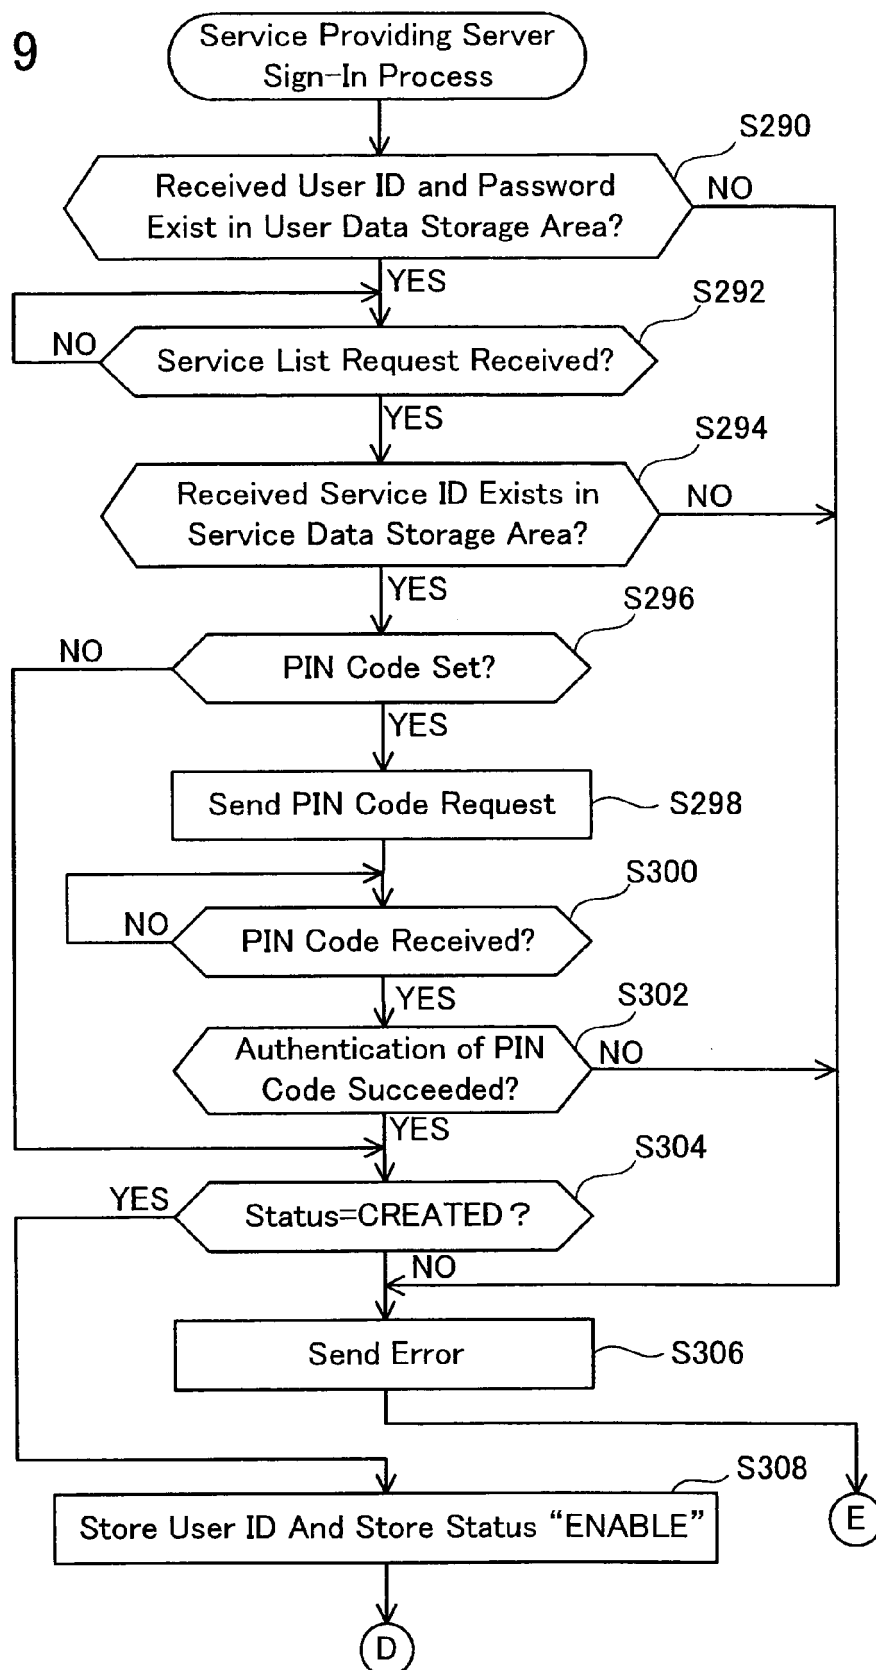 9
Service Providing Server
Sign-In Process
S290
Received User ID and Password
Exist in User Data Storage Area?
NO
YES
S292
NO
Service List Request Received?
YES
S294
Received Service ID Exists in
Service Data Storage Area?
NO
YES
S296
NO
PIN Code Set?
YES
Send PIN Code Request
S298
S300
NO
PIN Code Received?
YES
S302
Authentication of PIN
Code Succeeded?
NO
YES
S304
YES
Status=CREATED?
NO
Send Error
S306
S308
Store User ID And Store Status “ENABLE”
E
D